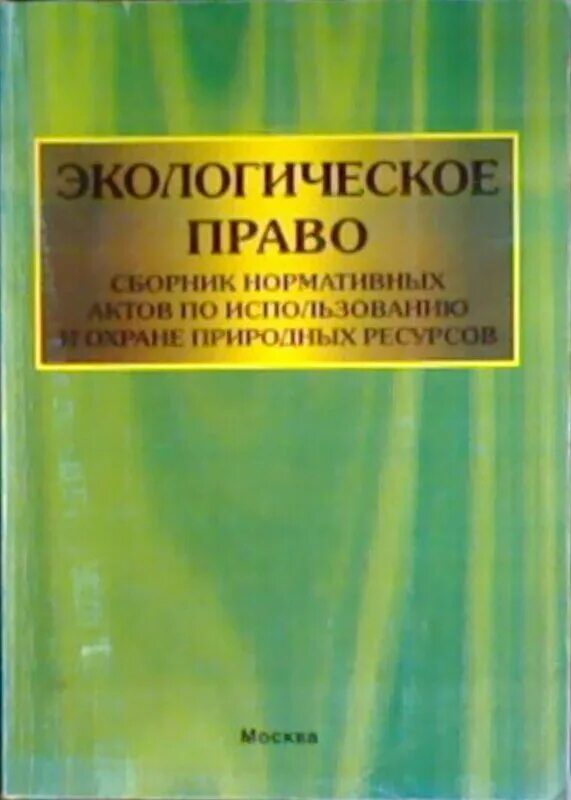 ЭКОЛОГИЧЕСКОЕ
ПРАВО
СБОРНИК НОРМАТИВНЫХ
АКТОВ ПО ИСПОЛЬЗОВАНИЮ
И ОХРАНЕ ПРИРОДНЫХ РЕСУРСОВ
Москва